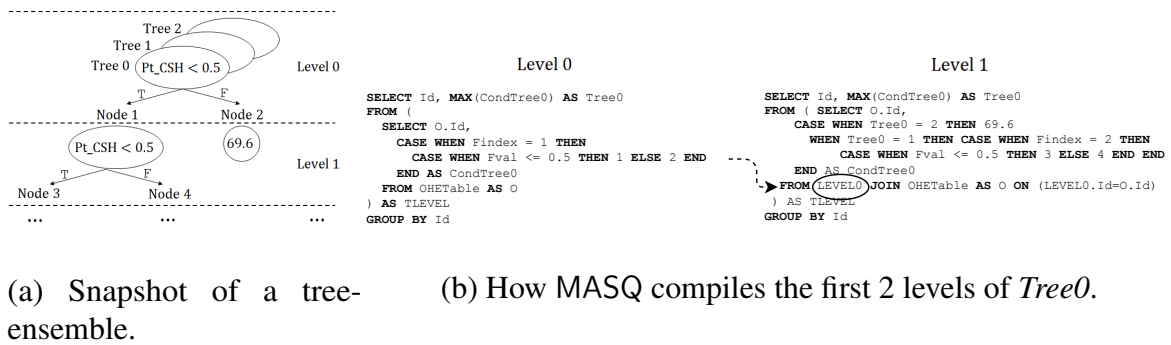 Tree 2
Tree 1
Tree 0
Pt_CSH < 0.5
Level 0
T
F
Node 1
Node 2
Pt_CSH < 0.5
69.6
Level 1
T
F
Node 3
Node 4
... ... ...
Level 0
SELECT Id, MAX(CondTree0) AS Tree0
FROM (
SELECT O.Id,
CASE WHEN Findex = 1 THEN
CASE WHEN Fval <= 0.5 THEN 1 ELSE 2 END
END AS CondTree0
FROM OHETable AS O
) AS TLEVEL
GROUP BY Id
Level 1
SELECT Id, MAX(CondTree0) AS Tree0
FROM ( SELECT O.Id,
CASE WHEN Tree0 = 2 THEN 69.6
WHEN Tree0 = 1 THEN CASE WHEN Findex = 2 THEN
CASE WHEN Fval <= 0.5 THEN 3 ELSE 4 END END
END AS CondTree0
FROM LEVEL0 JOIN OHETable AS O ON (LEVEL0.Id=O.Id)
) AS TLEVEL
GROUP BY Id
(a) Snapshot of a tree-
ensemble.
(b) How MASQ compiles the first 2 levels of Tree0.